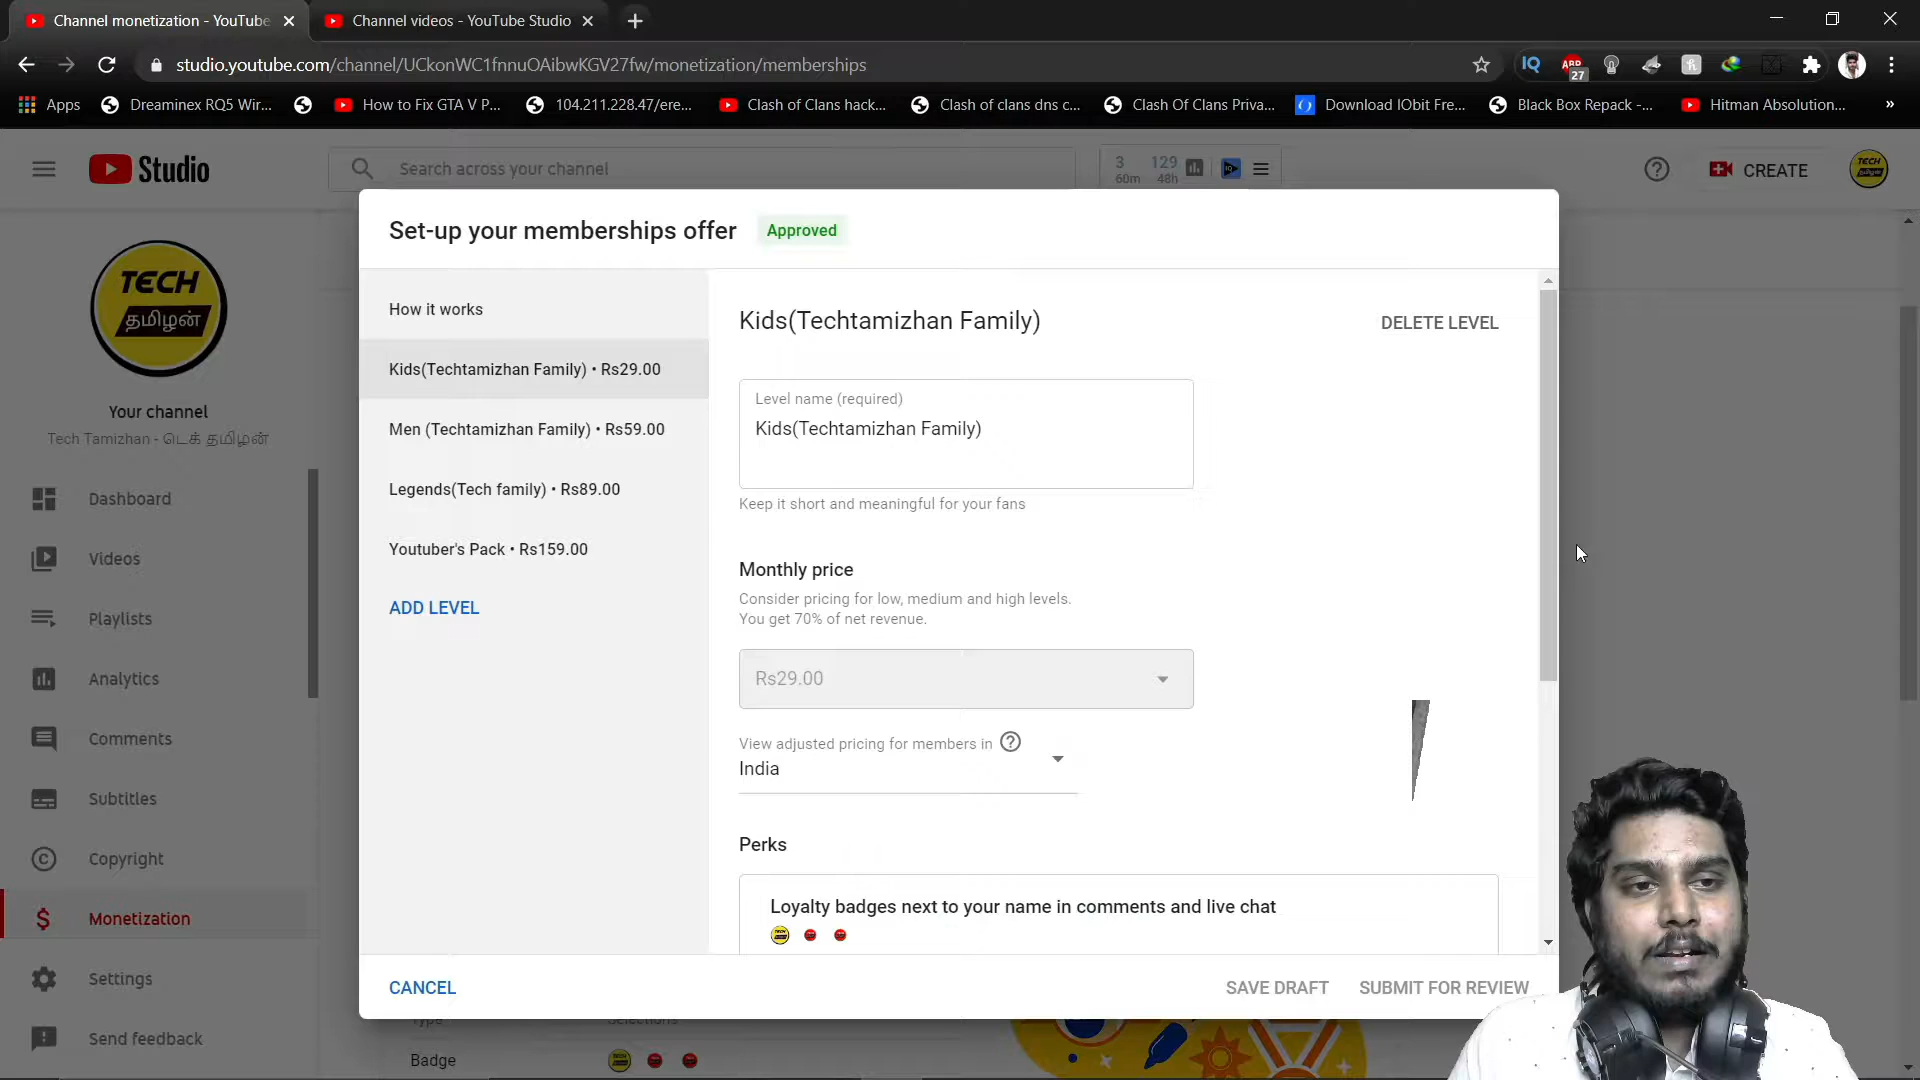 Channel monetization - YouTube
Channel videos - YouTube Studio
studio.youtube.com/channel/UCkonWC1fnnuOAibwKGV27fw/monetization/memberships
IQ
ABP
27
Apps
Dreaminex RQ5 Wir...
How to Fix GTA V P...
104.211.228.47/ere...
Clash of Clans hack...
Clash of clans dns c...
Clash Of Clans Priva...
Download IObit Fre...
Black Box Repack -...
Hitman Absolution...
»
Studio
Search across your channel
3
60m
129
48h
CREATE
TECH
தமிழன்
Your channel
Tech Tamizhan - டெக் தமிழன்
Dashboard
Videos
Playlists
Analytics
Comments
Subtitles
Copyright
Monetization
Settings
Send feedback
Set-up your memberships offer
Approved
How it works
Kids(Techtamizhan Family) • Rs29.00
Men (Techtamizhan Family) • Rs59.00
Legends(Tech family) • Rs89.00
Youtuber's Pack • Rs159.00
ADD LEVEL
Kids(Techtamizhan Family)
DELETE LEVEL
Level name (required)
Kids(Techtamizhan Family)
Keep it short and meaningful for your fans
Monthly price
Consider pricing for low, medium and high levels.
You get 70% of net revenue.
Rs29.00
View adjusted pricing for members in
India
Perks
Loyalty badges next to your name in comments and live chat
CANCEL
SAVE DRAFT
SUBMIT FOR REVIEW
Type
Selections
Badge